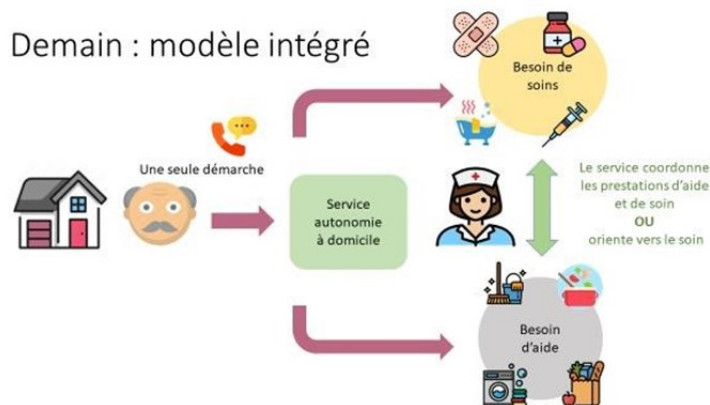 Demain : modèle intégré
Besoin de
soins
Une seule démarche
Service
autonomie
à domicile
Le service coordonne
les prestations d’aide
et de soin
OU
oriente vers le soin
Besoin
d’aide